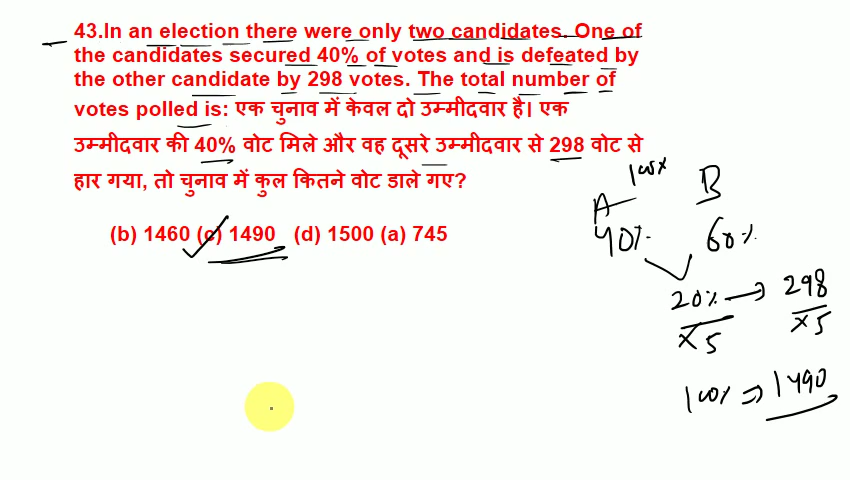 43.In an election there were only two candidates. One of
the candidates secured 40% of votes and is defeated by
the other candidate by 298 votes. The total number of
votes polled is: एक चुनाव में केवल दो उम्मीदवार है। एक
उम्मीदवार की 40% वोट मिले और वह दूसरे उम्मीदवार से 298 वोट से
हार गया, तो चुनाव में कुल कितने वोट डाले गए?
(b) 1460 (c) 1490 (d) 1500 (a) 745
100%
A B
40% 60%
20% → 298
×5 ×5
100% ⇒ 1490